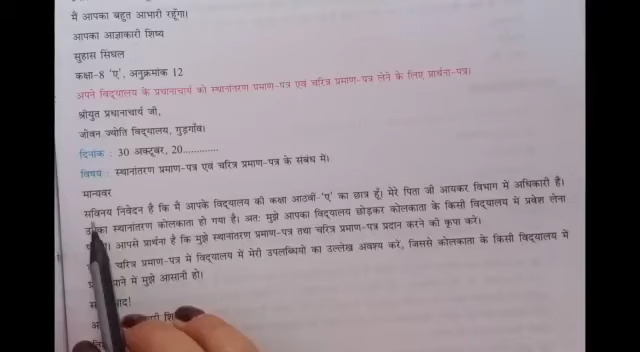 मैं आपका बहुत आभारी रहूँगा।
आपका आज्ञाकारी शिष्य
सुहास सिंघल
कक्षा-8 'ए', अनुक्रमांक 12
अपने विद्यालय के प्रधानाचार्य को स्थानांतरण प्रमाण-पत्र एवं चरित्र प्रमाण-पत्र लेने के लिए प्रार्थना-पत्र।
श्रीयुत प्रधानाचार्य जी,
जीवन ज्योति विद्यालय, गुड़गाँव।
दिनांक : 30 अक्टूबर, 20.............
विषय : स्थानांतरण प्रमाण-पत्र एवं चरित्र प्रमाण-पत्र के संबंध में।
मान्यवर
सविनय निवेदन है कि मैं आपके विद्यालय की कक्षा आठवीं-'ए' का छात्र हूँ। मेरे पिता जी आयकर विभाग में अधिकारी हैं।
उनका स्थानांतरण कोलकाता हो गया है। अतः मुझे आपका विद्यालय छोड़कर कोलकाता के किसी विद्यालय में प्रवेश लेना
आपसे प्रार्थना है कि मुझे स्थानांतरण प्रमाण-पत्र तथा चरित्र प्रमाण-पत्र प्रदान करने की कृपा करें।
चरित्र प्रमाण-पत्र में विद्यालय में मेरी उपलब्धियों का उल्लेख अवश्य करें, जिससे कोलकाता के किसी विद्यालय में
पाने में मुझे आसानी हो।